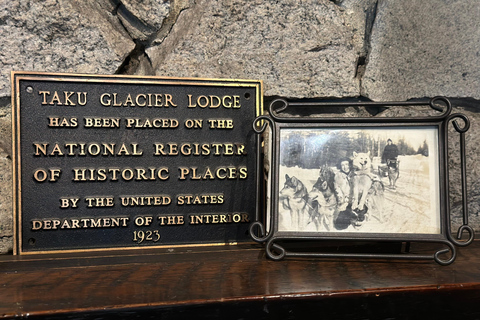 TAKU GLACIER LODGE
HAS BEEN PLACED ON THE
NATIONAL REGISTER
OF HISTORIC PLACES
BY THE UNITED STATES
DEPARTMENT OF THE INTERIOR
1923